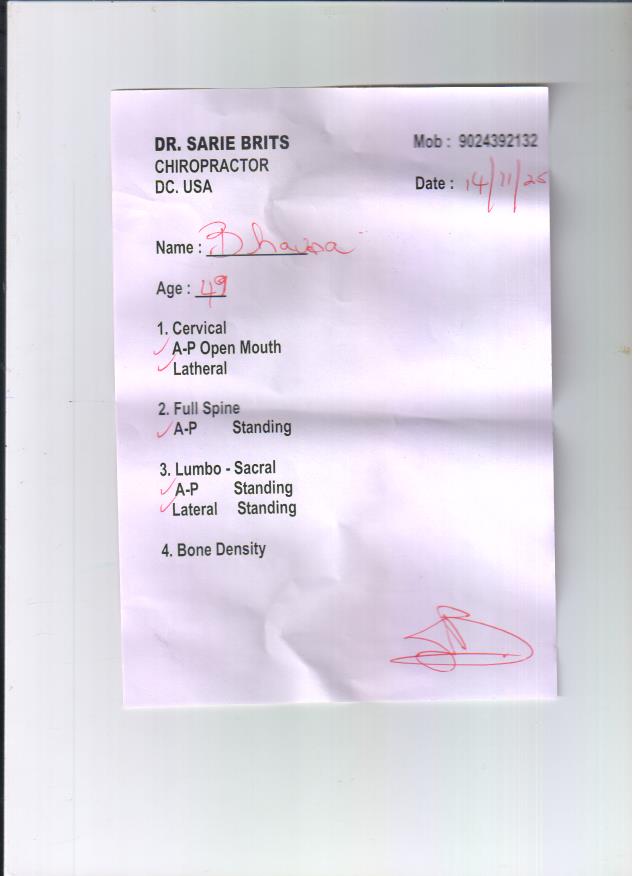 DR. SARIE BRITS
CHIROPRACTOR
DC. USA
Mob : 9024392132
Date : 14/11/25
Name :
Age : 49
1. Cervical
✓ A-P Open Mouth
✓ Latheral
2. Full Spine
✓ A-P Standing
3. Lumbo - Sacral
✓ A-P Standing
✓ Lateral Standing
4. Bone Density